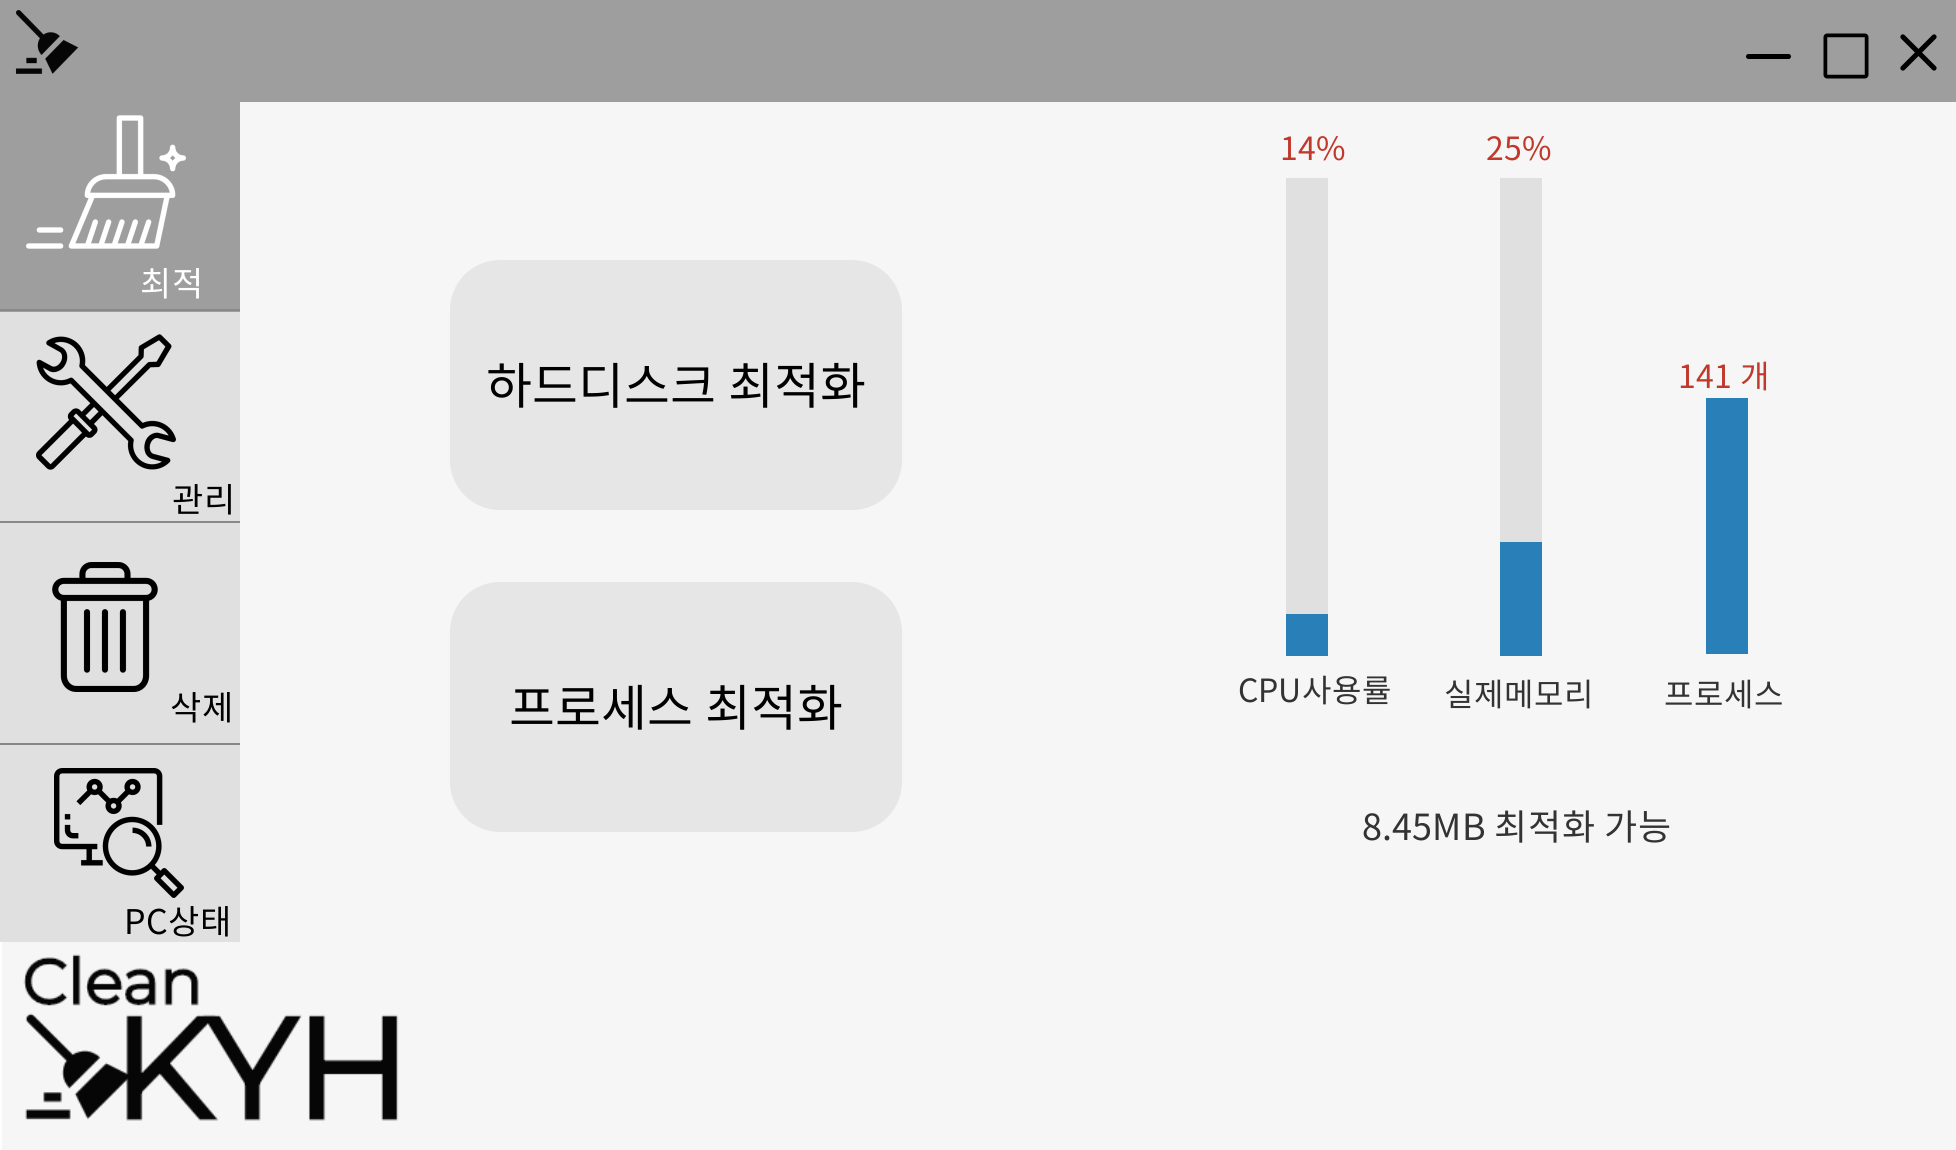 최적
관리
삭제
PC상태
Clean
KYH
하드디스크 최적화
프로세스 최적화
14%
25%
141 개
CPU사용률
실제메모리
프로세스
8.45MB 최적화 가능